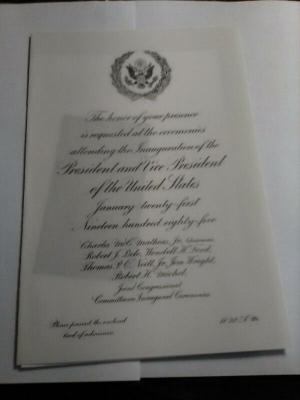 The honor of your presence
is requested at the ceremonies
attending the Inauguration of the
President and Vice President
of the United States
January twenty-first
Nineteen hundred eighty-five
Charles McC. Mathias, Jr., Chairman,
Robert J. Dole, Wendell H. Ford,
Thomas P. O'Neill, Jr., Jim Wright,
Robert H. Michel,
Joint Congressional
Committee on Inaugural Ceremonies
Please present the enclosed
card of admission